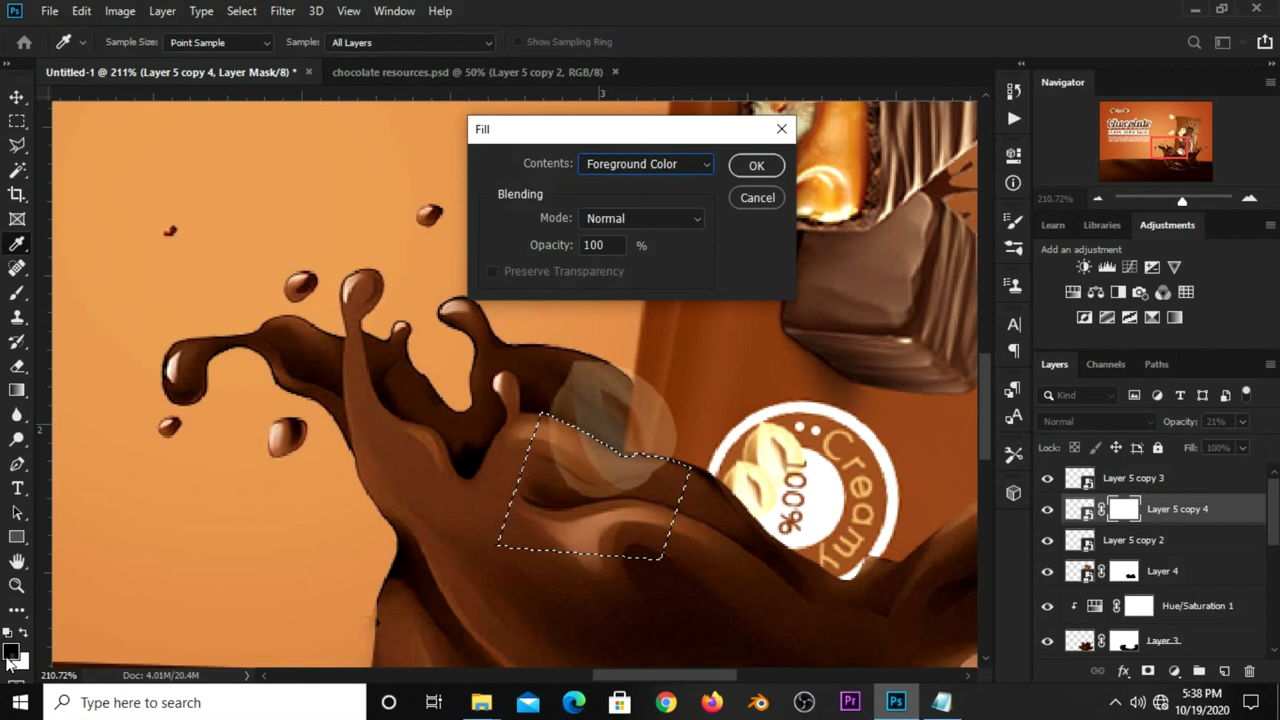 File Edit Image Layer Type Select Filter 3D View Window Help
Sample Size: Point Sample Sample: All Layers Show Sampling Ring
Untitled-1 @ 211% (Layer 5 copy 4, Layer Mask/8) * × chocolate resources.psd @ 50% (Layer 5 copy 2, RGB/8) ×
3
2
Fill
Contents: Foreground Color OK
Blending Cancel
Mode: Normal
Opacity: 100 %
Preserve Transparency
100%
Creamy
Navigator
Chocolate
210.72%
Learn Libraries Adjustments
Add an adjustment
Layers Channels Paths
Kind
Normal Opacity: 21%
Lock: Fill: 100%
Layer 5 copy 3
Layer 5 copy 4
Layer 5 copy 2
Layer 4
Hue/Saturation 1
Layer 3
210.72% Doc: 4.01M/20.4M
Type here to search
5:38 PM
10/19/2020